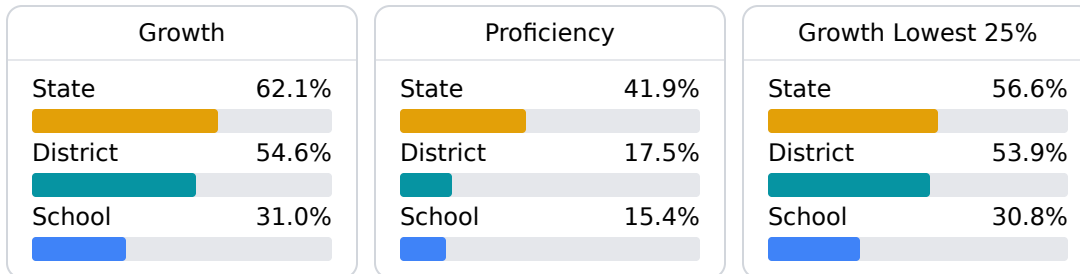 Growth
State 62.1%
District 54.6%
School 31.0%
Proficiency
State 41.9%
District 17.5%
School 15.4%
Growth Lowest 25%
State 56.6%
District 53.9%
School 30.8%